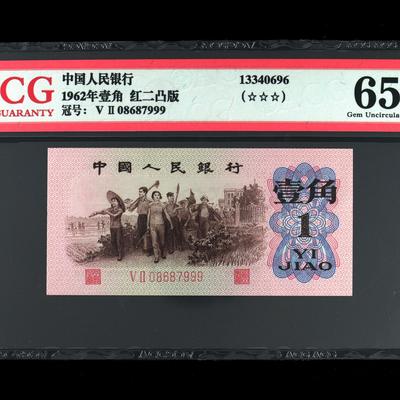 CG
GUARANTY
中国人民银行
1962年壹角 红二凸版
冠号: V II 08687999
13340696
(☆☆☆)
65
Gem Uncircula
中國人民銀行
壹角
1
YI
JIAO
V II 08687999